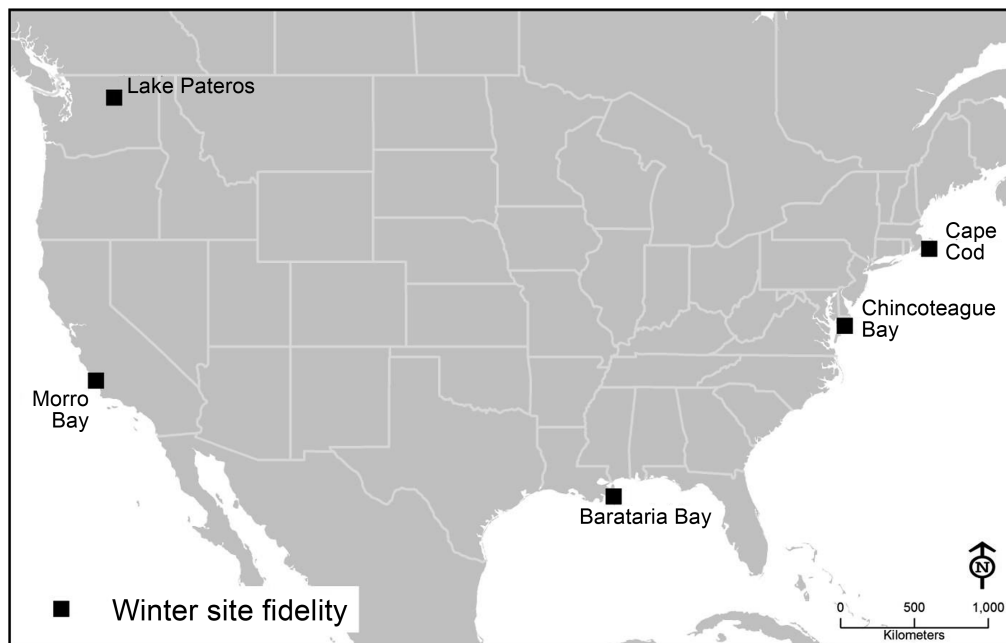 Lake Pateros
Cape
Cod
Chincoteague
Bay
Morro
Bay
Barataria Bay
N
Winter site fidelity
0 500 1,000
Kilometers